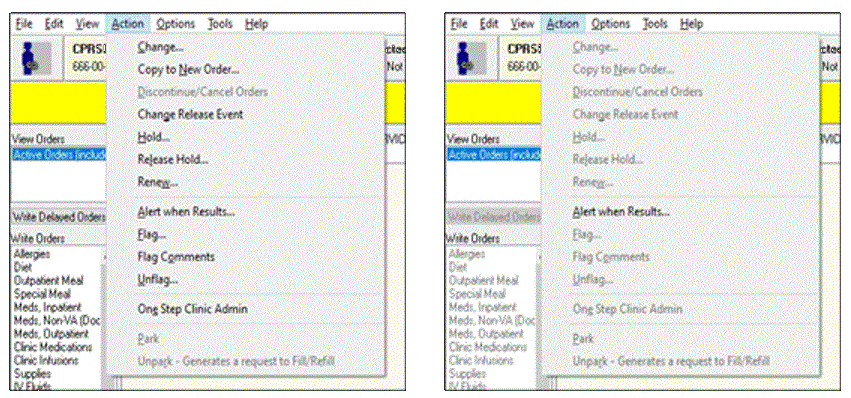 File Edit View Action Options Tools Help
CPRS
666-00-
Not
View Orders
Active Orders (includ
Write Delayed Orders
Write Orders
Allergies
Diet
Outpatient Meal
Special Meal
Meds, Inpatient
Meds, Non-VA (Doc
Meds, Outpatient
Clinic Medications
Clinic Infusions
Supplies
IV Fluids
Change...
Copy to New Order...
Discontinue/Cancel Orders
Change Release Event
Hold...
Release Hold...
Renew...
Alert when Results...
Flag...
Flag Comments
Unflag...
One Step Clinic Admin
Park
Unpark - Generates a request to Fill/Refill
File Edit View Action Options Tools Help
CPRS
666-00-
Not
View Orders
Active Orders (includ
Write Delayed Orders
Write Orders
Allergies
Diet
Outpatient Meal
Special Meal
Meds, Inpatient
Meds, Non-VA (Doc
Meds, Outpatient
Clinic Medications
Clinic Infusions
Supplies
IV Fluids
Change...
Copy to New Order...
Discontinue/Cancel Orders
Change Release Event
Hold...
Release Hold...
Renew...
Alert when Results...
Flag...
Flag Comments
Unflag...
One Step Clinic Admin
Park
Unpark - Generates a request to Fill/Refill